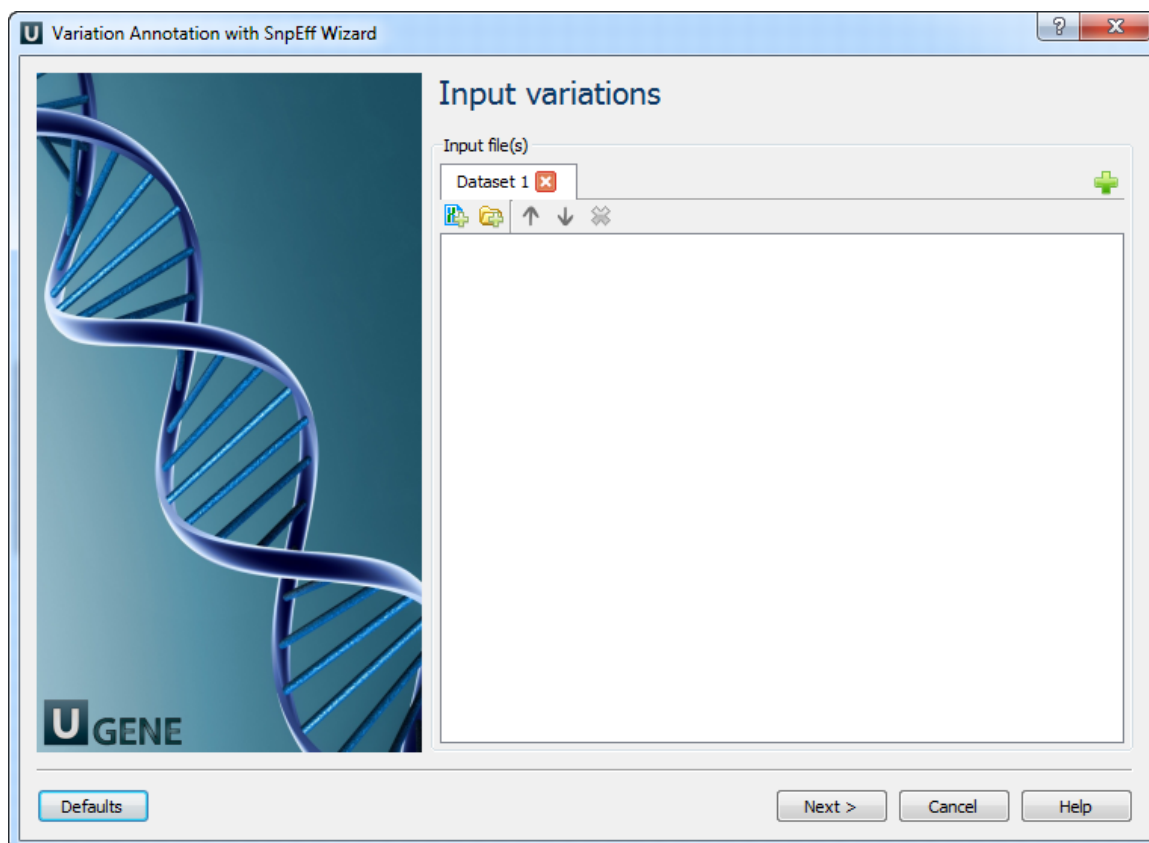 U Variation Annotation with SnpEff Wizard
Input variations
Input file(s)
Dataset 1
U GENE
Defaults
Next >
Cancel
Help